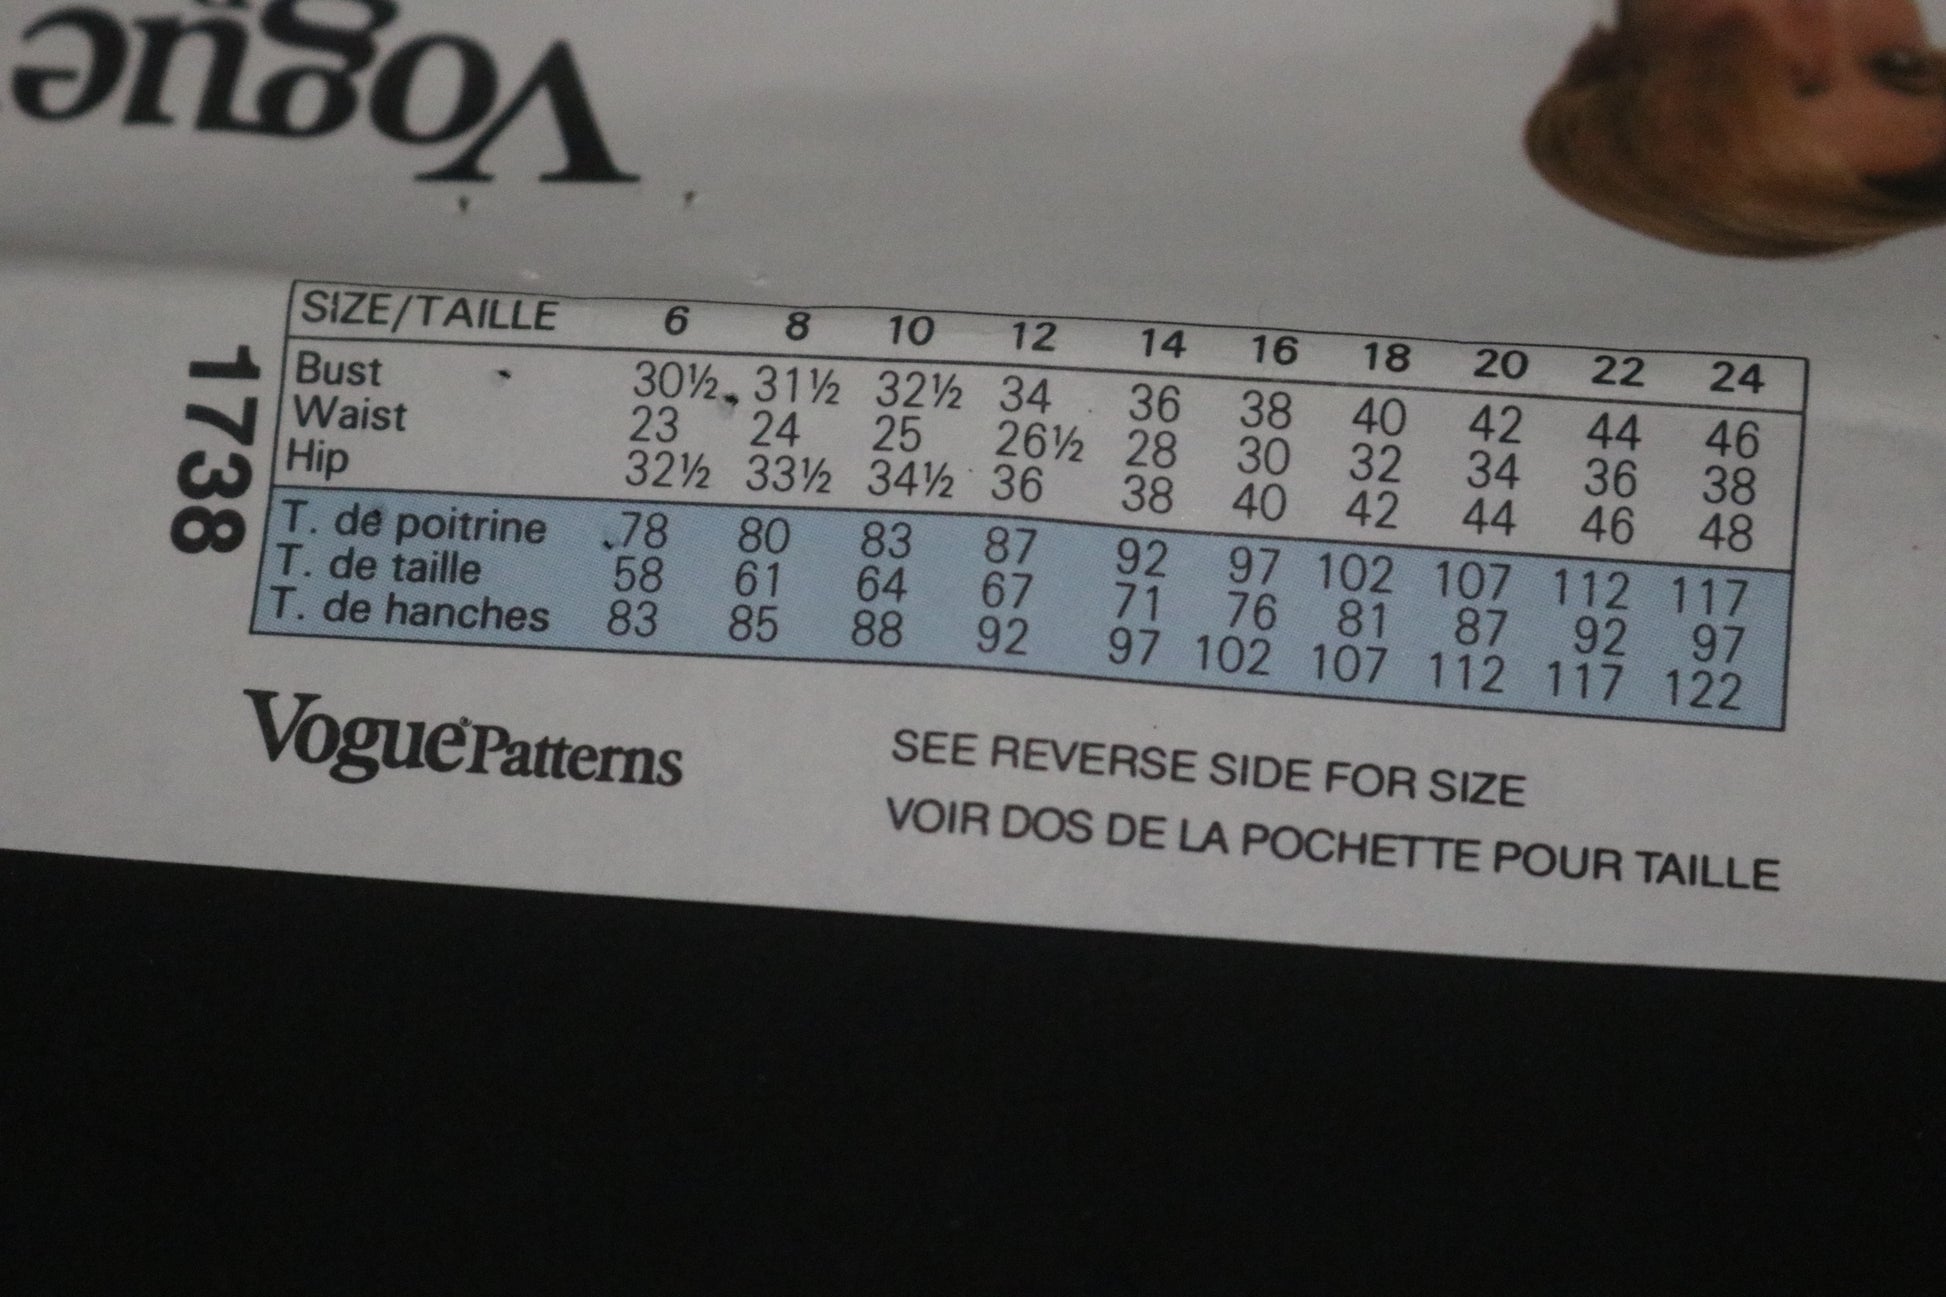 Vogue
SIZE/TAILLE 6 8 10 12 14 16 18 20 22 24
Bust 30½ 31½ 32½ 34 36 38 40 42 44 46
Waist 23 24 25 26½ 28 30 32 34 36 38
Hip 32½ 33½ 34½ 36 38 40 42 44 46 48
T. de poitrine 78 80 83 87 92 97 102 107 112 117
T. de taille 58 61 64 67 71 76 81 87 92 97
T. de hanches 83 85 88 92 97 102 107 112 117 122
1738
Vogue® Patterns
SEE REVERSE SIDE FOR SIZE
VOIR DOS DE LA POCHETTE POUR TAILLE